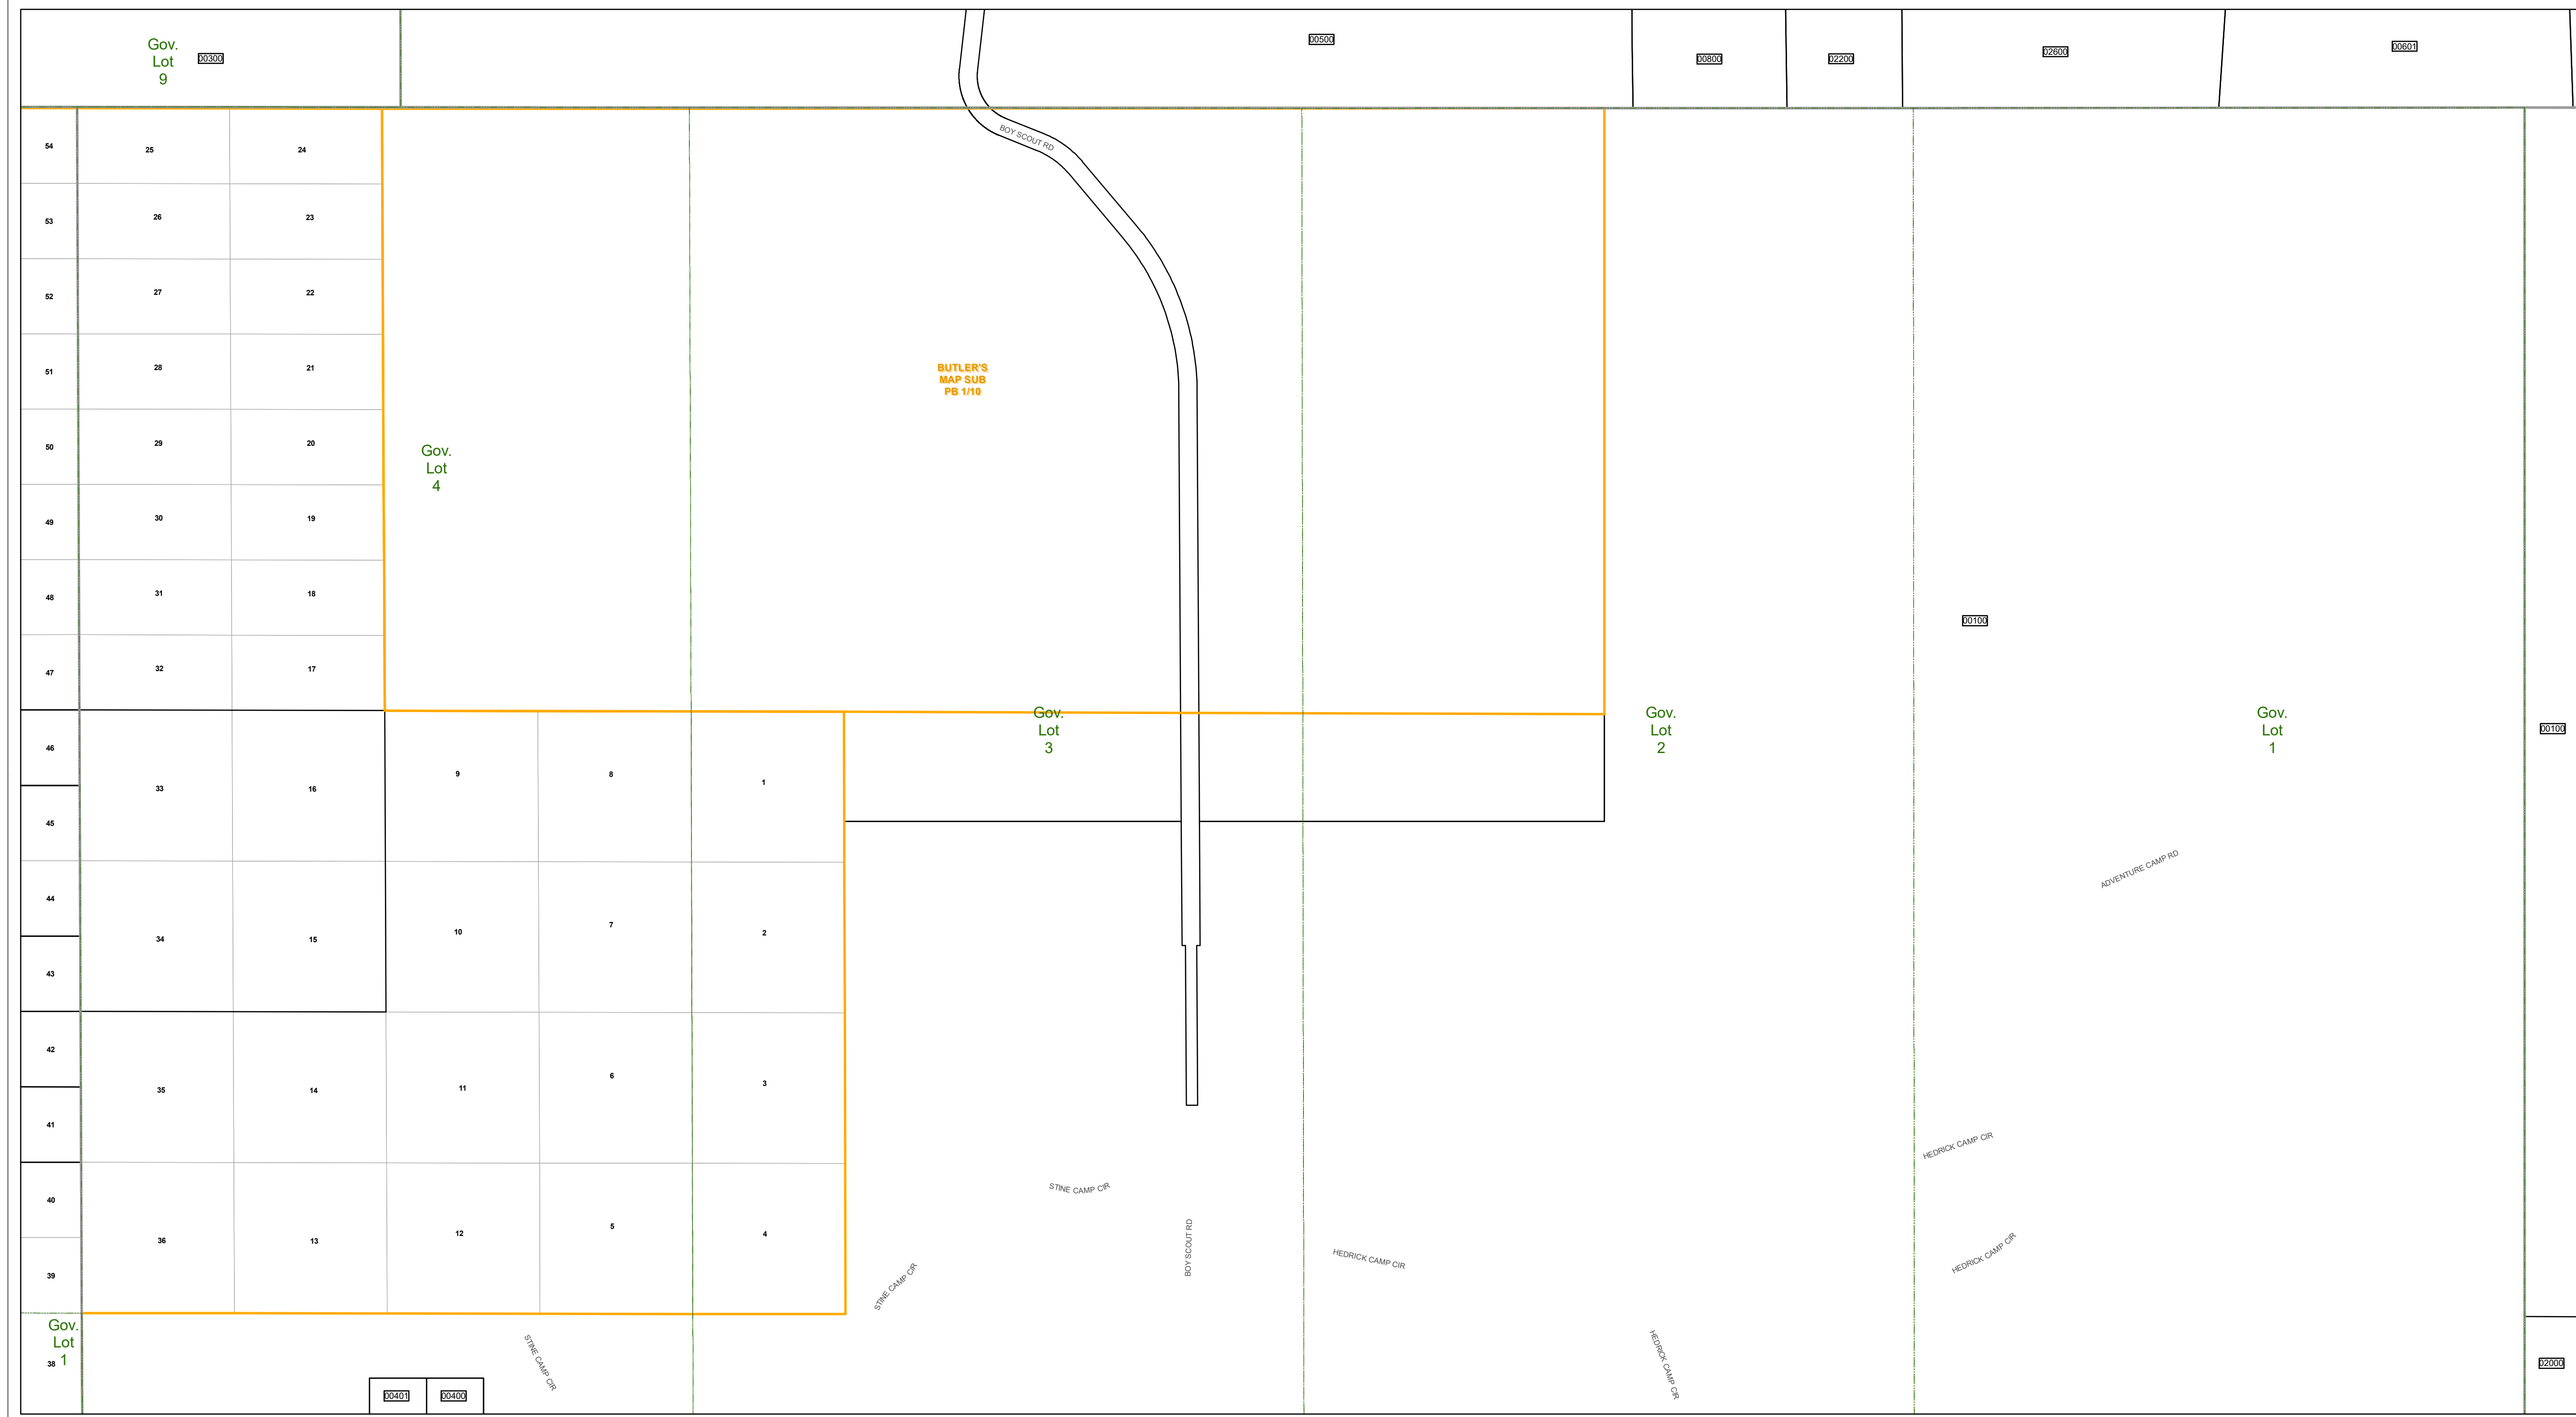 Gov.
Lot
9
00300
00500
00800
02200
02600
00601
BOY SCOUT RD
54
25
24
53
26
23
52
27
22
51
28
21
50
29
20
49
30
19
48
31
18
47
32
17
BUTLER'S
MAP SUB
PB 1/10
Gov.
Lot
4
00100
46
45
33
16
9
8
1
Gov.
Lot
3
Gov.
Lot
2
Gov.
Lot
1
00100
44
43
34
15
10
7
2
ADVENTURE CAMP RD
42
41
35
14
11
6
3
HEDRICK CAMP CIR
STINE CAMP CIR
40
39
36
13
12
5
4
BOY SCOUT RD
STINE CAMP CIR
HEDRICK CAMP CIR
HEDRICK CAMP CIR
Gov.
Lot
1
38
STINE CAMP CIR
HEDRICK CAMP CIR
00401
00400
02000